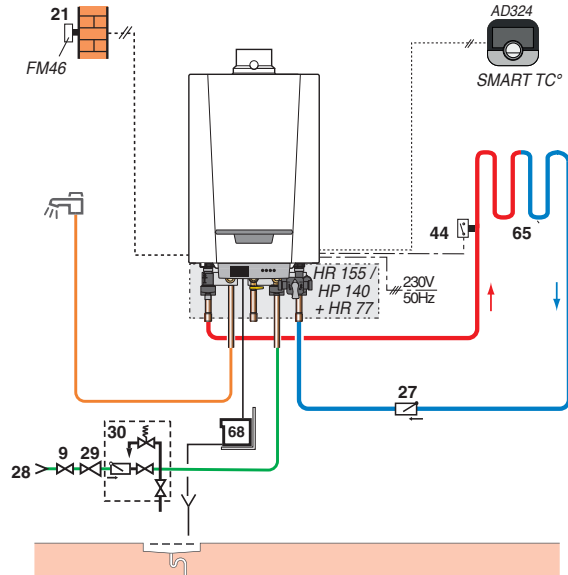 21
FM46
AD324
SMART TC°
44
65
HR 155 /
HP 140
+ HR 77
230V
50Hz
27
68
30
9
29
28